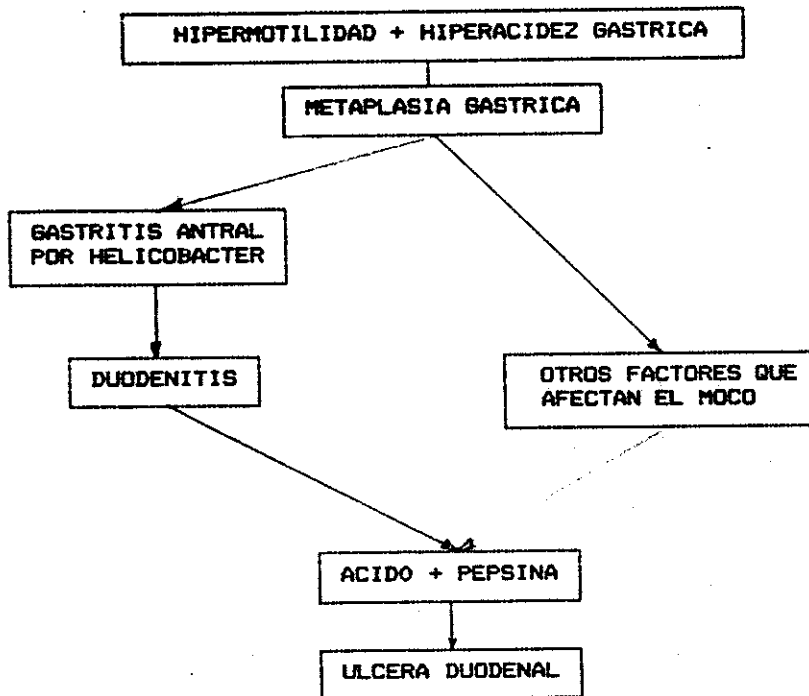 HIPERMOTILIDAD + HIPERACIDEZ GASTRICA
METAPLASIA GASTRICA
GASTRITIS ANTRAL
POR HELICOBACTER
DUODENITIS
OTROS FACTORES QUE
AFECTAN EL MOCO
ACIDO + PEPSINA
ULCERA DUODENAL